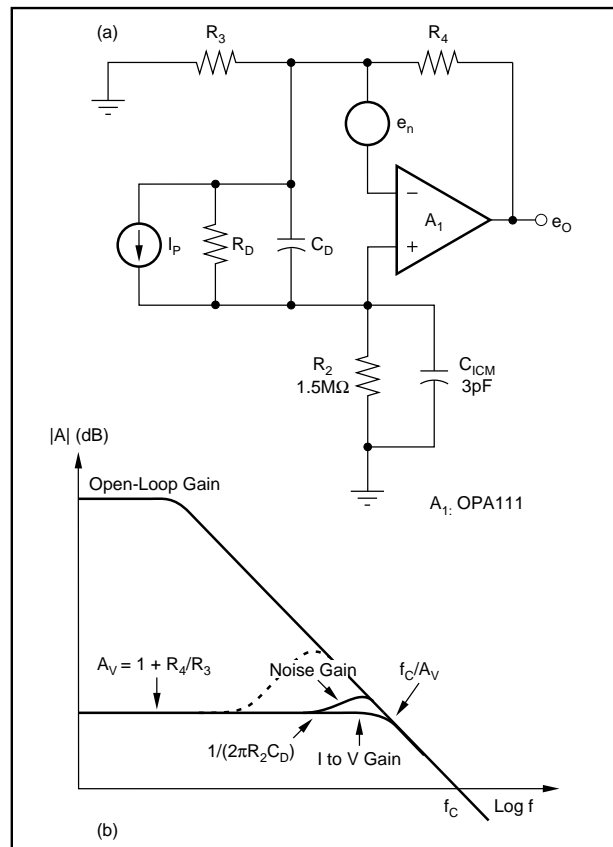 (a)
R3
R4
en
A1
eO
IP
RD
CD
−
+
R2
1.5MΩ
CICM
3pF
|A| (dB)
A1: OPA111
Open-Loop Gain
AV = 1 + R4/R3
Noise Gain
fC/AV
1/(2πR2CD)
I to V Gain
fC
Log f
(b)